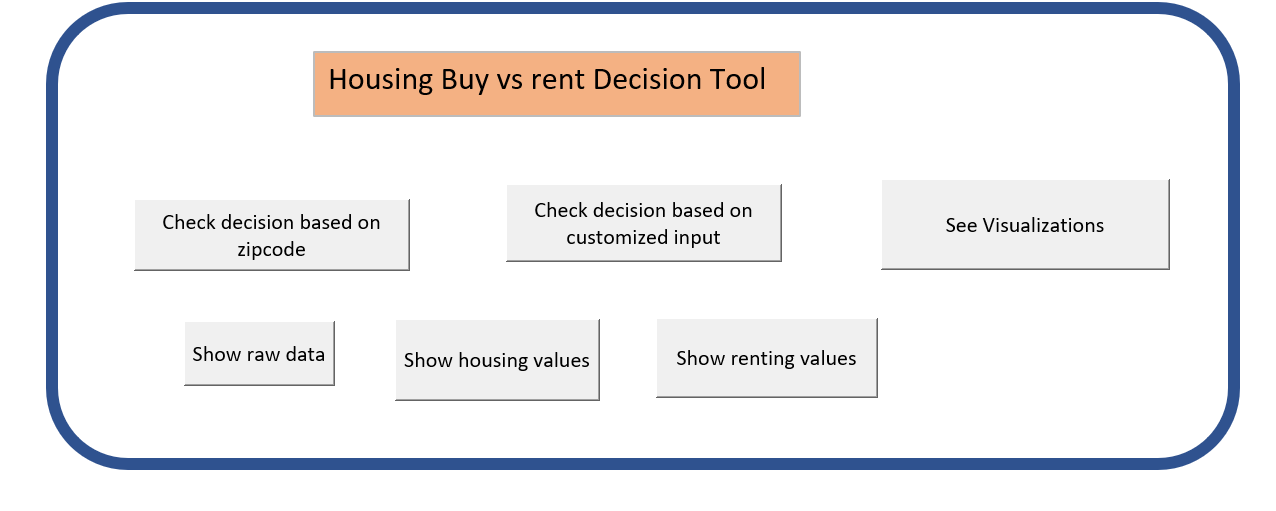 Housing Buy vs rent Decision Tool
Check decision based on
zipcode
Check decision based on
customized input
See Visualizations
Show raw data
Show housing values
Show renting values